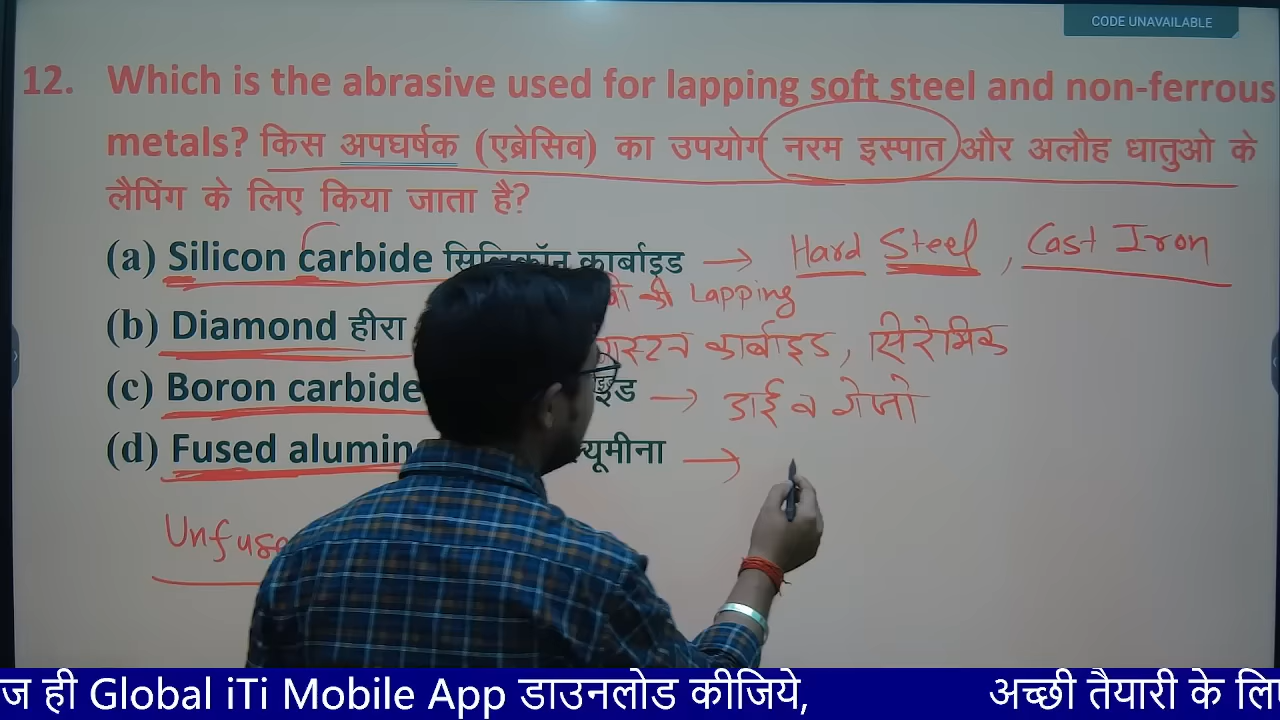 CODE UNAVAILABLE
12. Which is the abrasive used for lapping soft steel and non-ferrous
metals? किस अपघर्षक (एब्रेसिव) का उपयोग नरम इस्पात और अलौह धातुओ के
लैपिंग के लिए किया जाता है?
(a) Silicon carbide सिलिकॉन कार्बाइड → Hard Steel, Cast Iron
की Lapping
(b) Diamond हीरा कार्बाइड, सिरेमिक
(c) Boron carbide → डाई व गेजो
(d) Fused →
ज ही Global iTi Mobile App डाउनलोड कीजिये, अच्छी तैयारी के